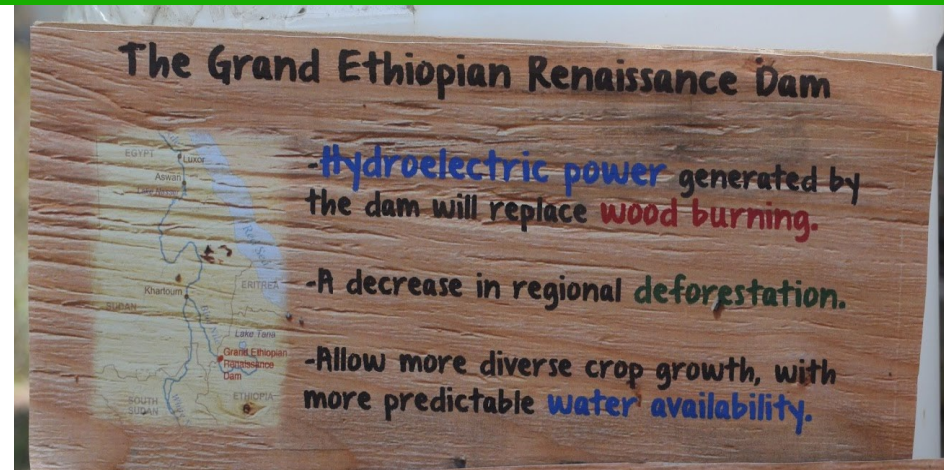 The Grand Ethiopian Renaissance Dam
-Hydroelectric power generated by
the dam will replace wood burning.
-A decrease in regional deforestation.
-Allow more diverse crop growth, with
more predictable water availability.
EGYPT
Luxor
Aswan
Red Sea
Khartoum
ERITREA
SUDAN
Lake Tana
Grand Ethiopian
Renaissance
Dam
ETHIOPIA
SOUTH
SUDAN